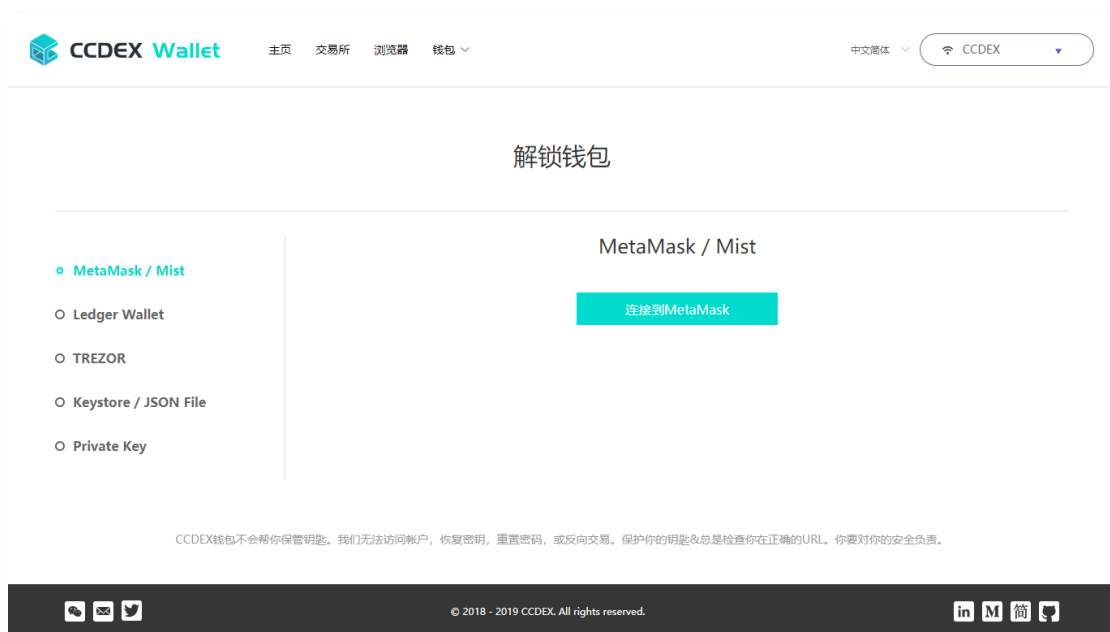 CCDEX Wallet 主页 交易所 浏览器 钱包 中文简体 CCDEX
解锁钱包
MetaMask / Mist
MetaMask / Mist
Ledger Wallet
TREZOR
Keystore / JSON File
Private Key
连接到MetaMask
CCDEX钱包不会帮你保管钥匙。我们无法访问帐户，恢复密钥，重置密码，或反向交易。保护你的钥匙&总是检查你在正确的URL。你要对你的安全负责。
© 2018 - 2019 CCDEX. All rights reserved.
in M 简